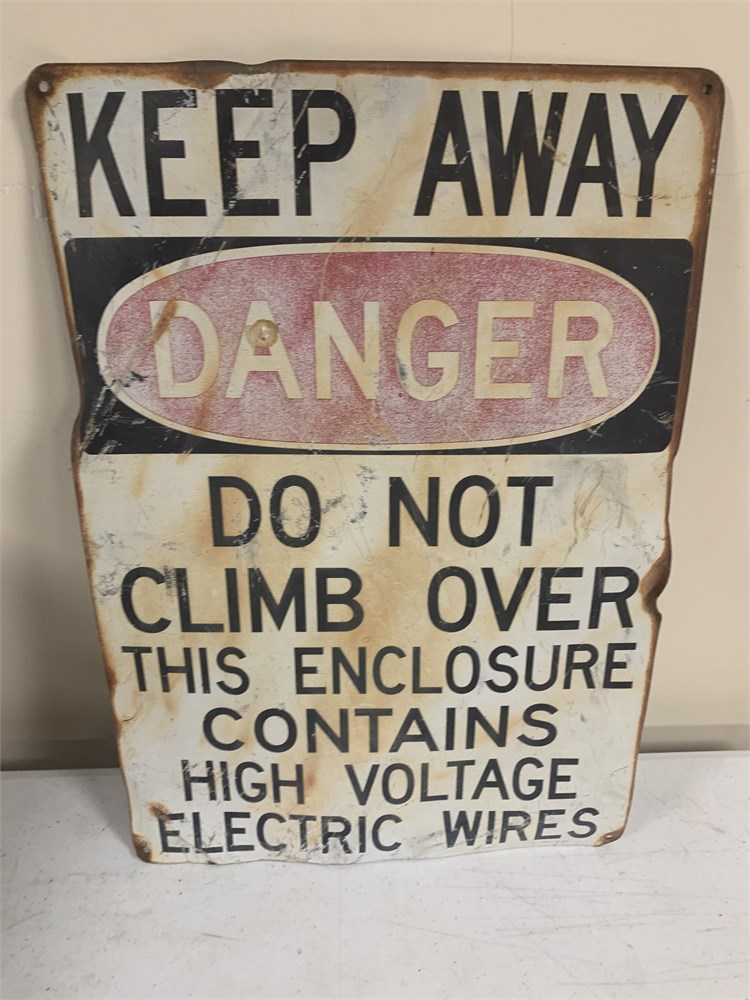 KEEP AWAY
DANGER
DO NOT
CLIMB OVER
THIS ENCLOSURE
CONTAINS
HIGH VOLTAGE
ELECTRIC WIRES